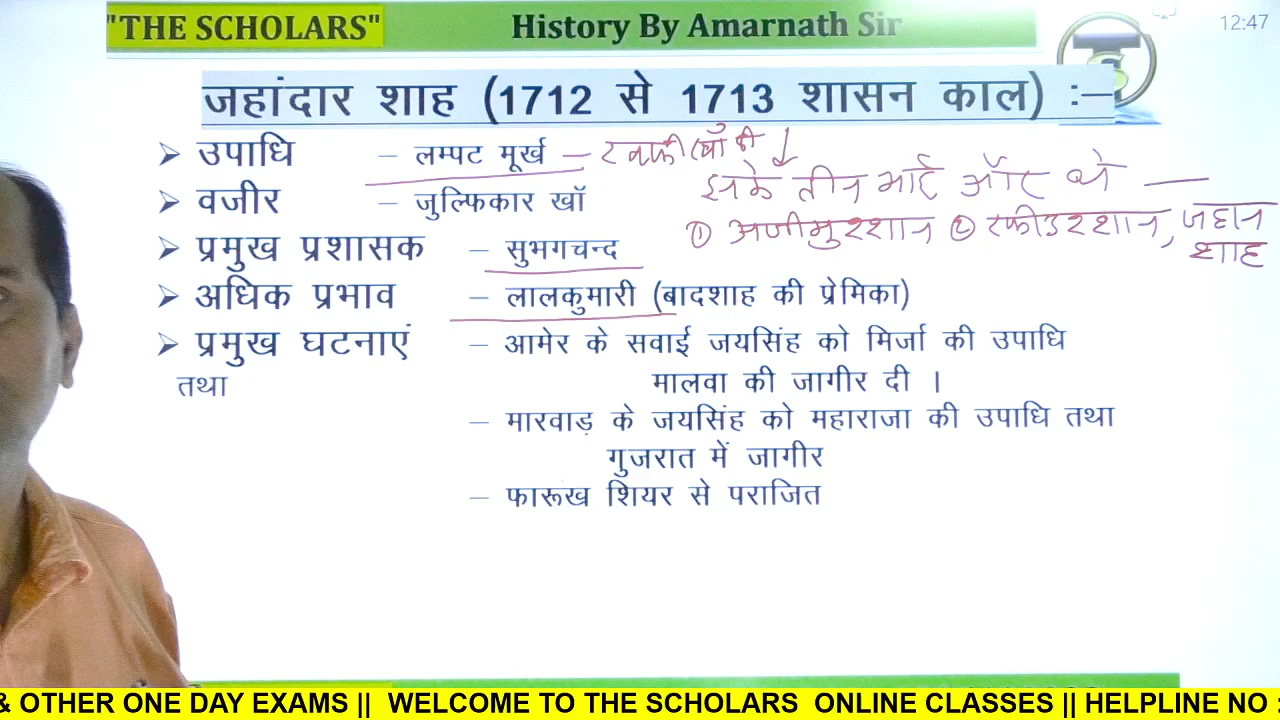 "THE SCHOLARS" History By Amarnath Sir
12:47
जहांदार शाह (1712 से 1713 शासन काल) :–
➢ उपाधि – लम्पट मूर्ख – खाफी खाँ की
इनके तीन भाई और थे —
➢ वजीर – जुल्फिकार खॉ
① अजीमुश्शान ② रफीउश्शान, जहान
शाह
➢ प्रमुख प्रशासक – सुभगचन्द
➢ अधिक प्रभाव – लालकुमारी (बादशाह की प्रेमिका)
➢ प्रमुख घटनाएं – आमेर के सवाई जयसिंह को मिर्जा की उपाधि
तथा मालवा की जागीर दी ।
– मारवाड़ के जयसिंह को महाराजा की उपाधि तथा
गुजरात में जागीर
– फारूख शियर से पराजित
& OTHER ONE DAY EXAMS || WELCOME TO THE SCHOLARS ONLINE CLASSES || HELPLINE NO